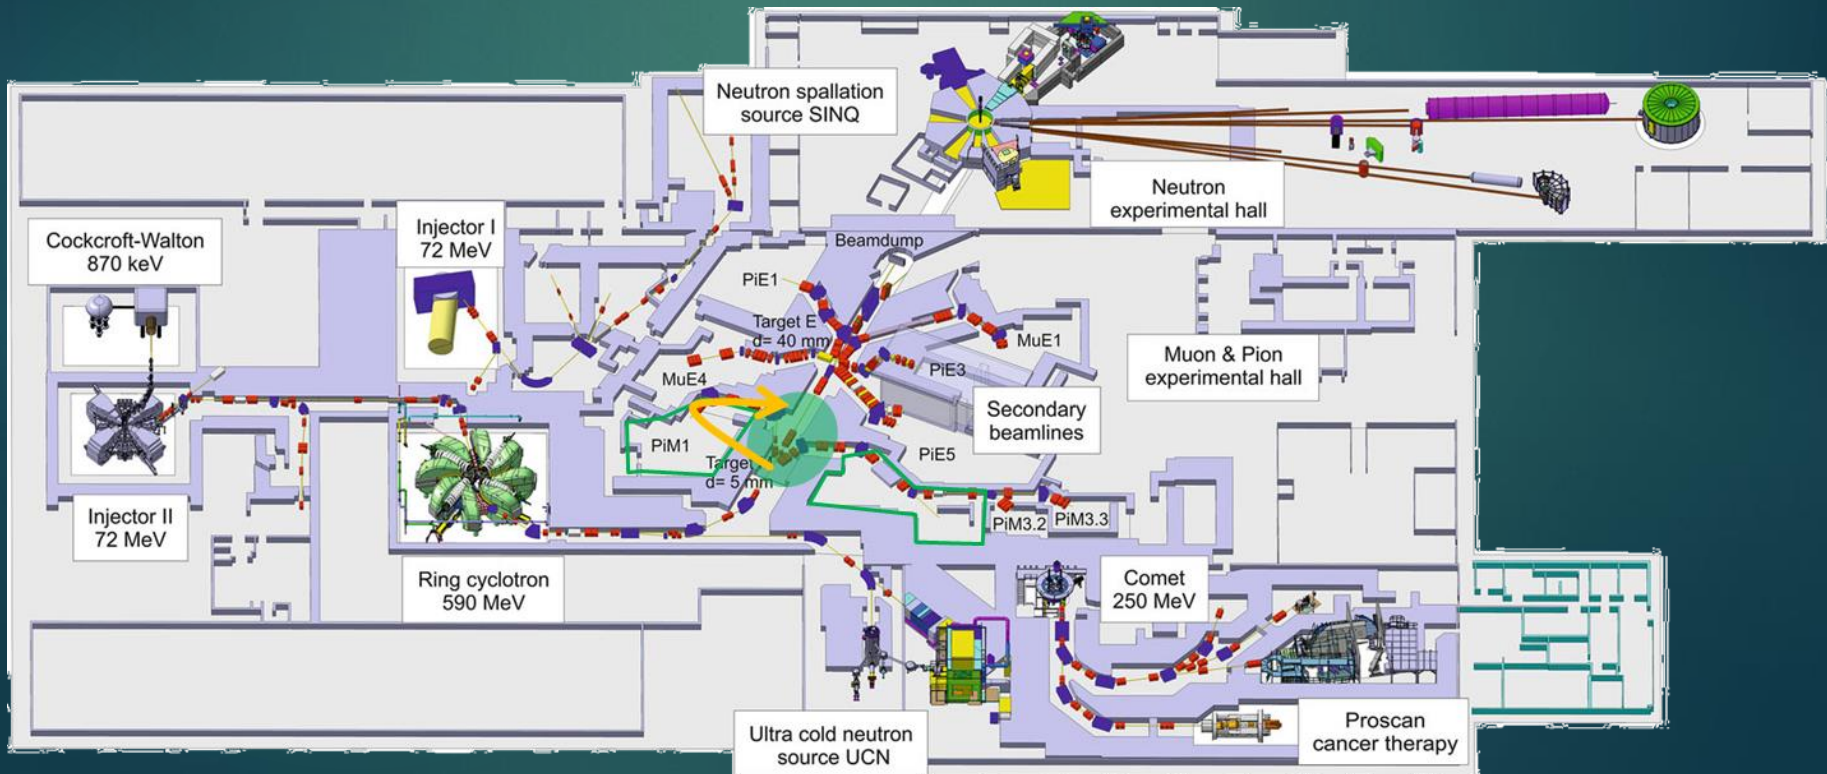 Neutron spallation
source SINQ
Neutron
experimental hall
Cockcroft-Walton
870 keV
Injector I
72 MeV
Beamdump
PiE1
Target E
d= 40 mm
MuE1
PiE3
MuE4
Muon & Pion
experimental hall
Secondary
beamlines
PiM1
Target
d= 5 mm
PiE5
PiM3.2
PiM3.3
Injector II
72 MeV
Ring cyclotron
590 MeV
Comet
250 MeV
Ultra cold neutron
source UCN
Proscan
cancer therapy